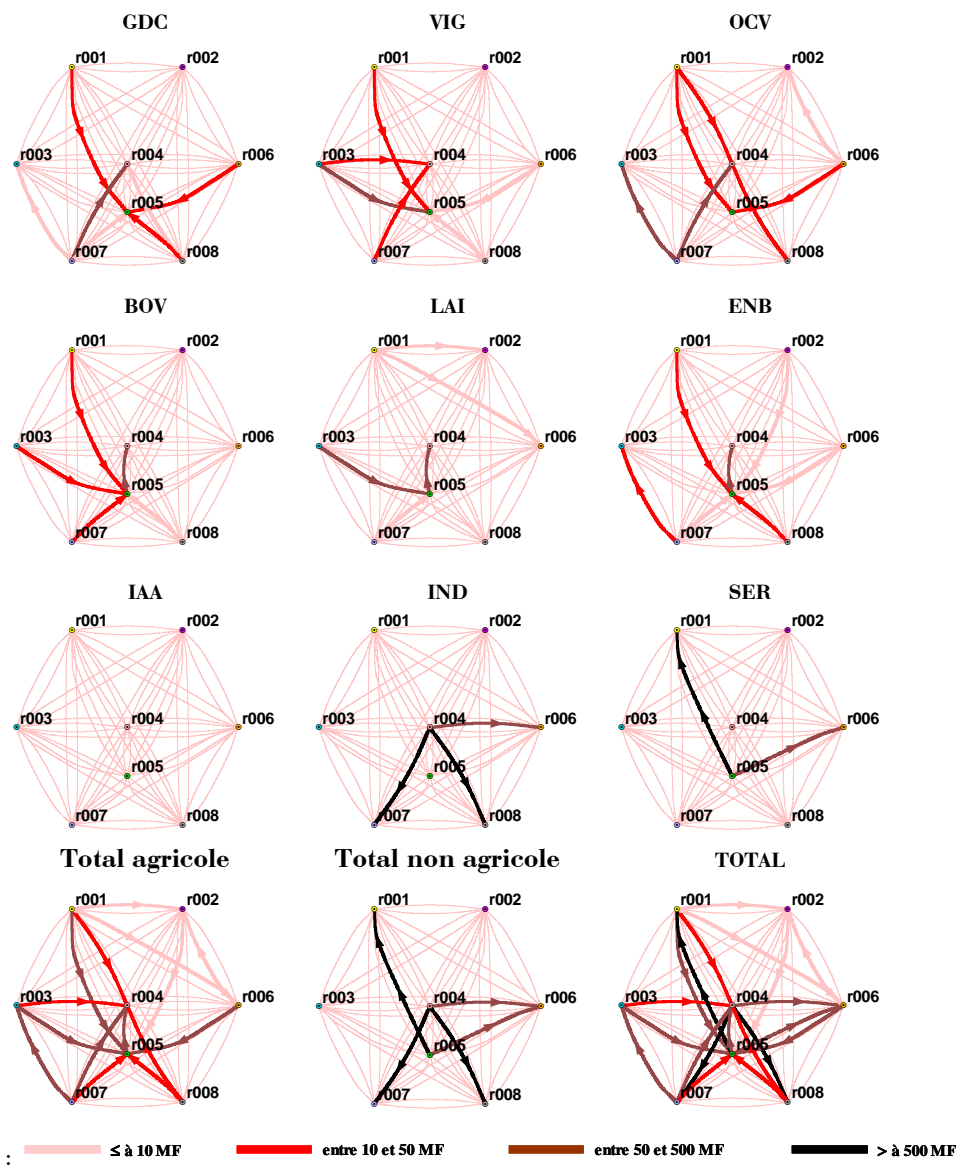 GDC VIG OCV
r001 r002 r001 r002 r001 r002
r003 r004 r006 r003 r004 r006 r003 r004 r006
r005 r005 r005
r007 r008 r007 r008 r007 r008
BOV LAI ENB
r001 r002 r001 r002 r001 r002
r003 r004 r006 r003 r004 r006 r003 r004 r006
r005 r005 r005
r007 r008 r007 r008 r007 r008
IAA IND SER
r001 r002 r001 r002 r001 r002
r003 r004 r006 r003 r004 r006 r003 r004 r006
r005 r005 r005
r007 r008 r007 r008 r007 r008
Total agricole Total non agricole TOTAL
r001 r002 r001 r002 r001 r002
r003 r004 r006 r003 r004 r006 r003 r004 r006
r005 r005 r005
r007 r008 r007 r008 r007 r008
: ≤ à 10 MF entre 10 et 50 MF entre 50 et 500 MF > à 500 MF